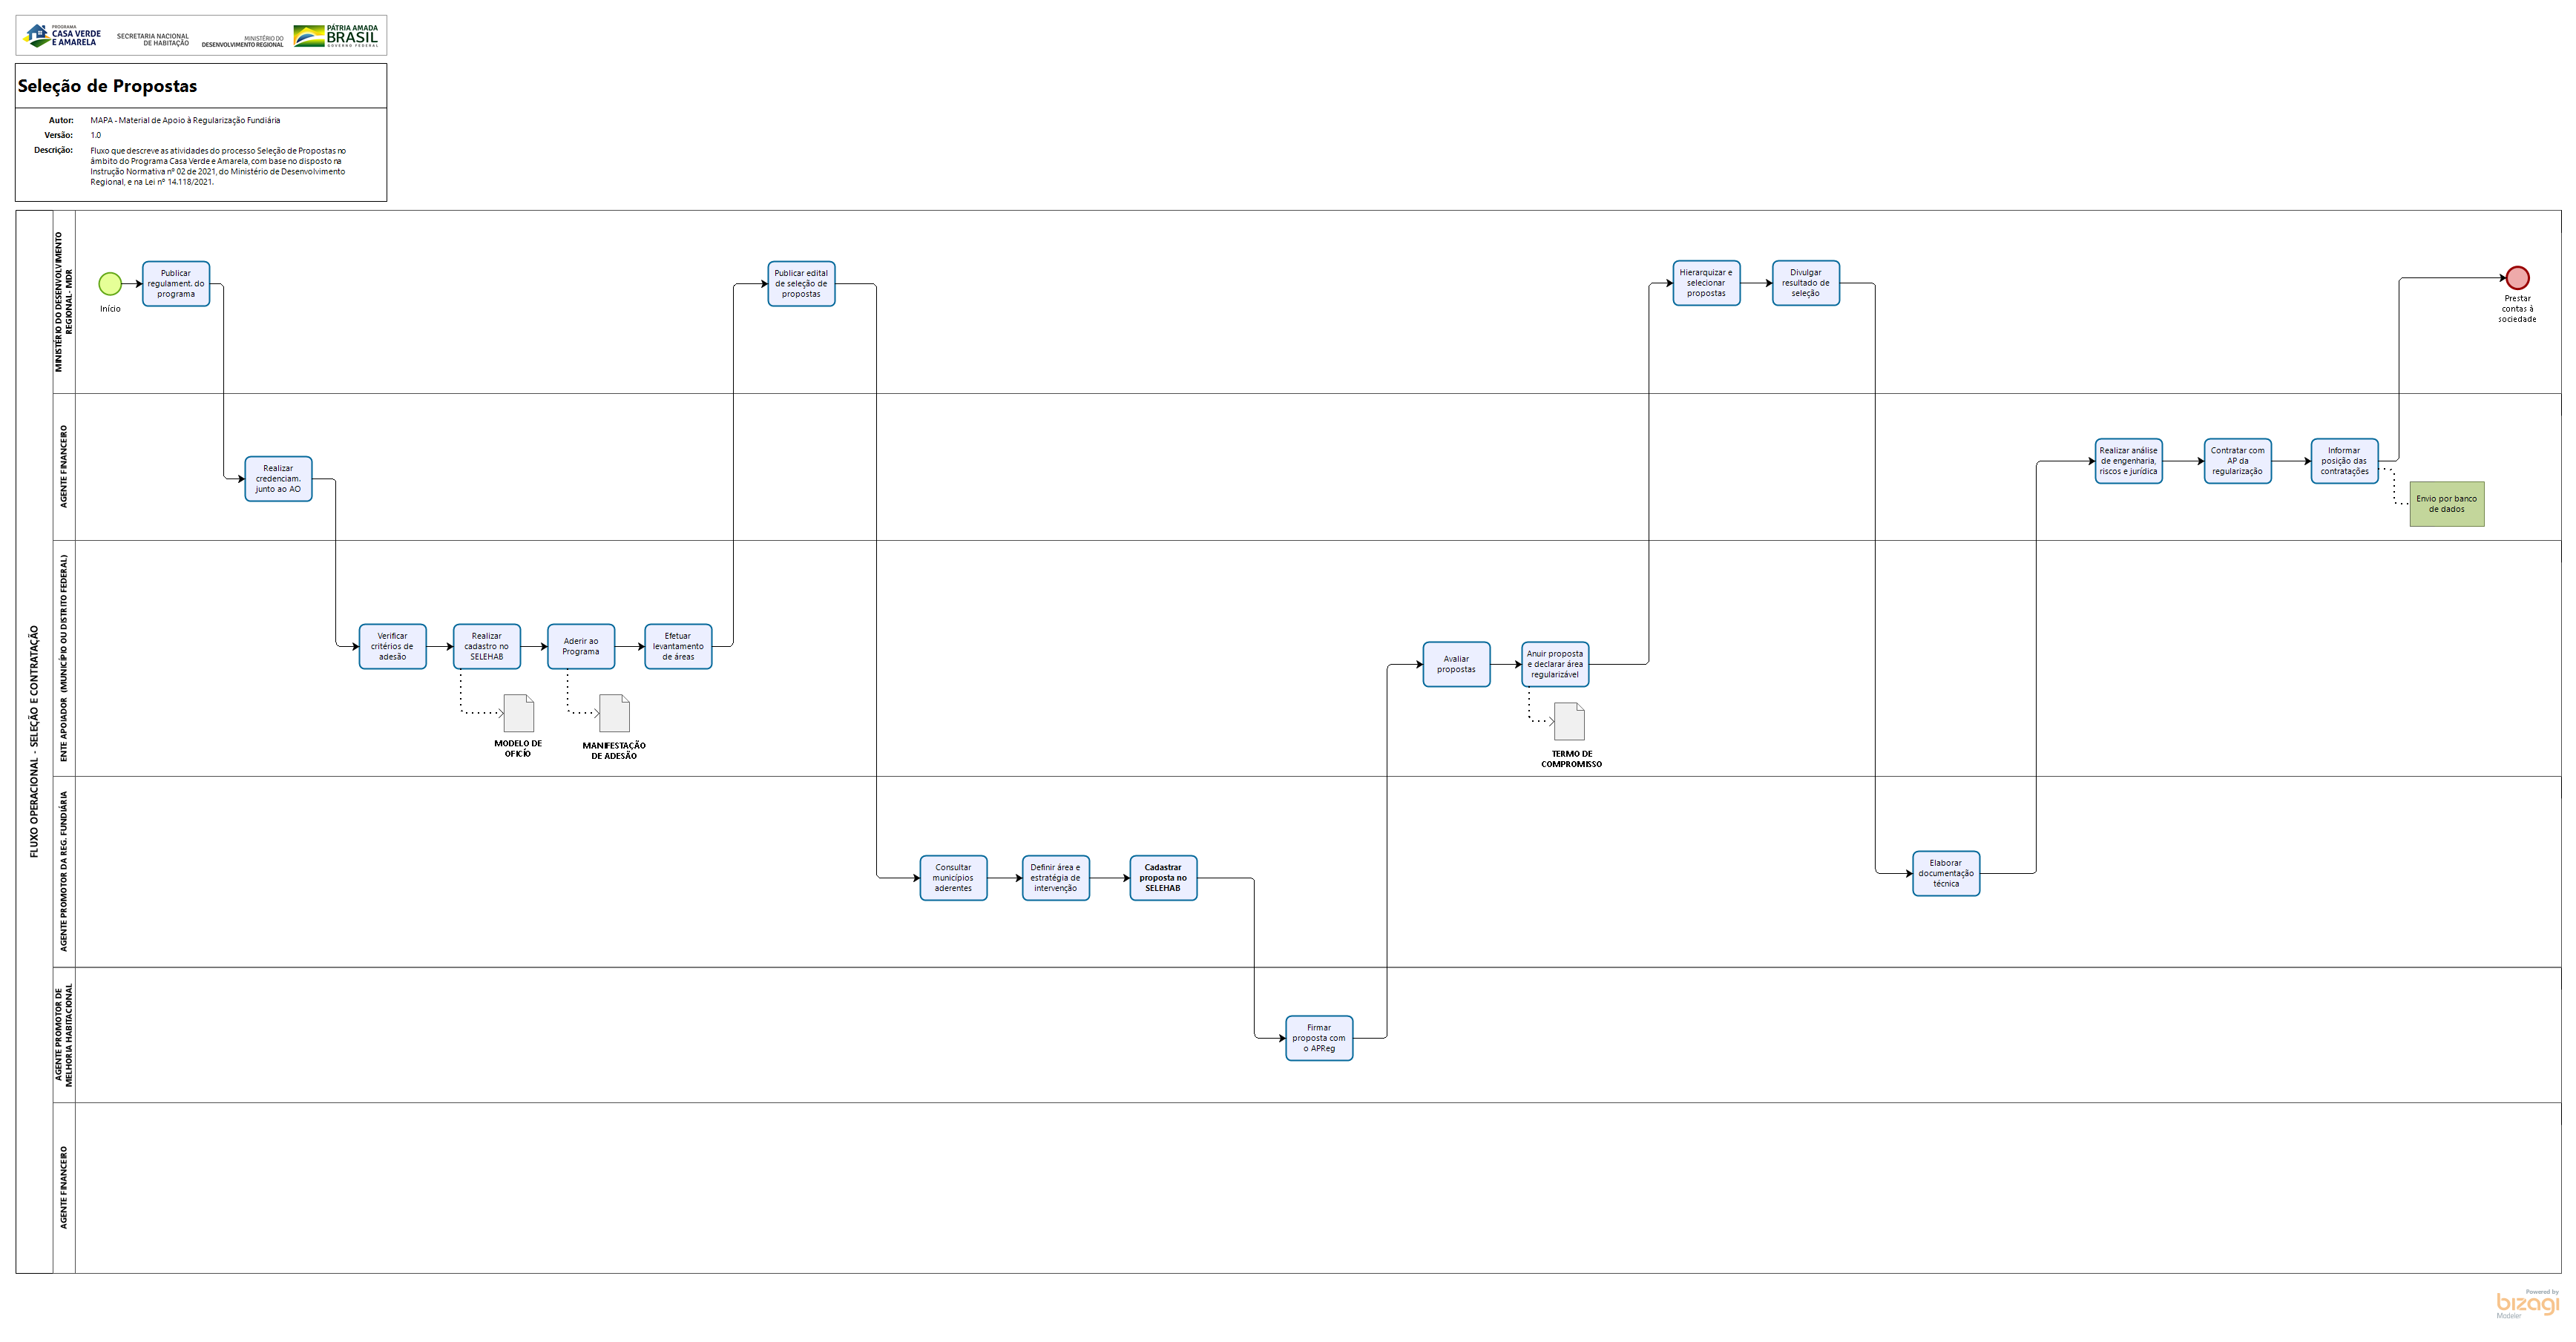 PROGRAMA
CASA VERDE
E AMARELA
SECRETARIA NACIONAL
DE HABITAÇÃO
MINISTÉRIO DO
DESENVOLVIMENTO REGIONAL
PÁTRIA AMADA
BRASIL
GOVERNO FEDERAL
Seleção de Propostas
Autor: MAPA - Material de Apoio à Regularização Fundiária
Versão: 1.0
Descrição: Fluxo que descreve as atividades do processo Seleção de Propostas no
âmbito do Programa Casa Verde e Amarela, com base no disposto na
Instrução Normativa nº 02 de 2021, do Ministério de Desenvolvimento
Regional, e na Lei nº 14.118/2021.
FLUXO OPERACIONAL - SELEÇÃO E CONTRATAÇÃO
MINISTÉRIO DO DESENVOLVIMENTO
REGIONAL- MDR
Início
Publicar
regulament. do
programa
Publicar edital
de seleção de
propostas
Hierarquizar e
selecionar
propostas
Divulgar
resultado de
seleção
Prestar
contas à
sociedade
AGENTE FINANCEIRO
Realizar
credenciam.
junto ao AO
Realizar análise
de engenharia,
riscos e jurídica
Contratar com
AP da
regularização
Informar
posição das
contratações
Envio por banco
de dados
ENTE APOIADOR (MUNICÍPIO OU DISTRITO FEDERAL)
Verificar
critérios de
adesão
Realizar
cadastro no
SELEHAB
Aderir ao
Programa
Efetuar
levantamento
de áreas
MODELO DE
OFICÍO
MANIFESTAÇÃO
DE ADESÃO
Avaliar
propostas
Anuir proposta
e declarar área
regularizável
TERMO DE
COMPROMISSO
AGENTE PROMOTOR DA REG. FUNDIÁRIA
Consultar
municípios
aderentes
Definir área e
estratégia de
intervenção
Cadastrar
proposta no
SELEHAB
Elaborar
documentação
técnica
AGENTE PROMOTOR DE
MELHORIA HABITACIONAL
Firmar
proposta com
o APReg
AGENTE FINANCEIRO
Powered by
bizagi
Modeler